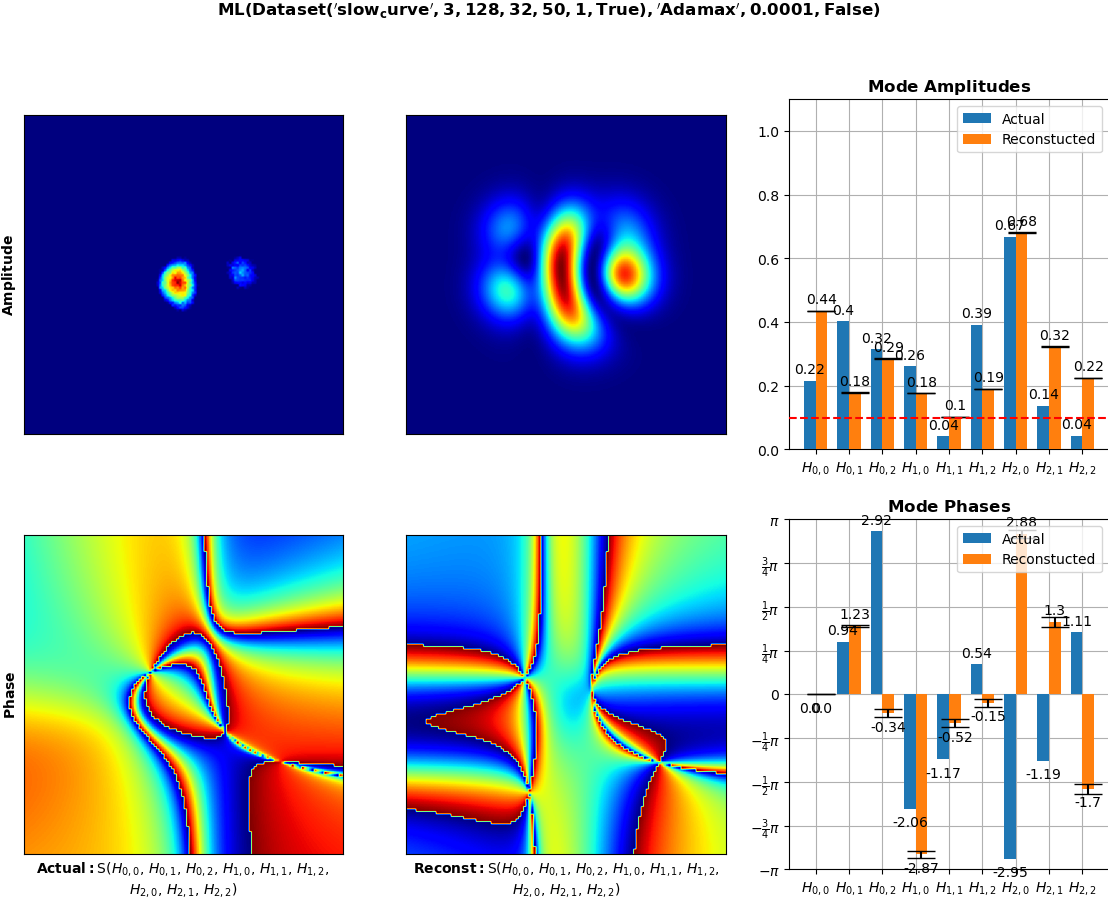 ML(Dataset('slow_curve', 3, 128, 32, 50, 1, True), 'Adamax', 0.0001, False)
Mode Amplitudes
Actual
Reconstucted
1.0
0.8
0.6
0.4
0.2
0.0
0.22
0.44
0.4
0.18
0.32
0.29
0.26
0.18
0.04
0.1
0.39
0.19
0.67
0.68
0.14
0.32
0.04
0.22
H0,0 H0,1 H0,2 H1,0 H1,1 H1,2 H2,0 H2,1 H2,2
Amplitude
Mode Phases
Actual
Reconstucted
π
3/4π
1/2π
1/4π
0
−1/4π
−1/2π
−3/4π
−π
0.0
0.0
0.94
1.23
2.92
-0.34
-2.06
-2.87
-1.17
-0.52
0.54
-0.15
-2.95
2.88
-1.19
1.3
1.11
-1.7
H0,0 H0,1 H0,2 H1,0 H1,1 H1,2 H2,0 H2,1 H2,2
Phase
Actual: S(H0,0, H0,1, H0,2, H1,0, H1,1, H1,2,
H2,0, H2,1, H2,2)
Reconst: S(H0,0, H0,1, H0,2, H1,0, H1,1, H1,2,
H2,0, H2,1, H2,2)